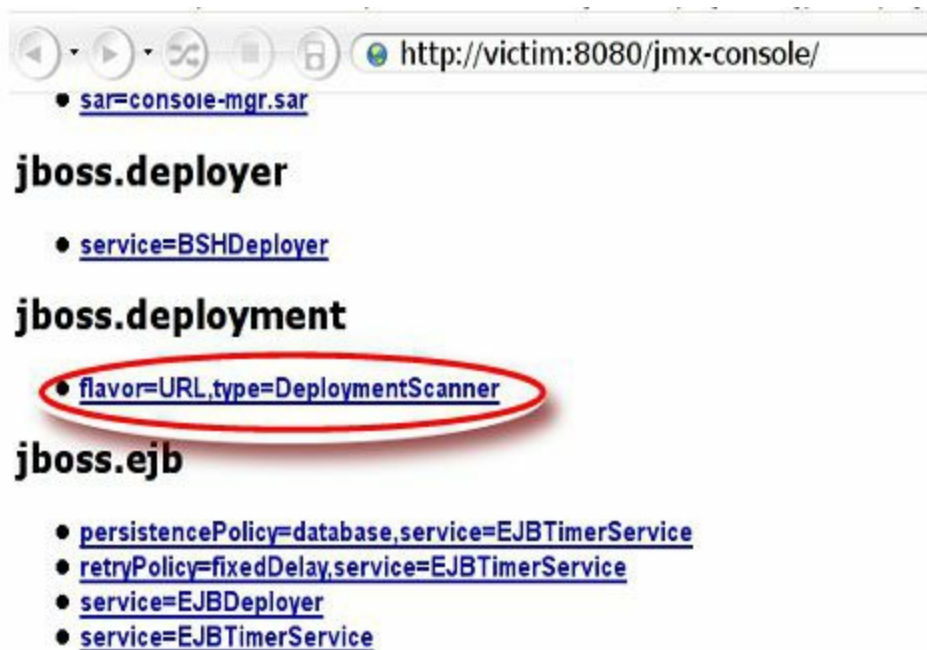 http://victim:8080/jmx-console/
sar=console-mgr.sar
jboss.deployer
service=BSHDeployer
jboss.deployment
flavor=URL,type=DeploymentScanner
jboss.ejb
persistencePolicy=database,service=EJBTimerService
retryPolicy=fixedDelay,service=EJBTimerService
service=EJBDeployer
service=EJBTimerService